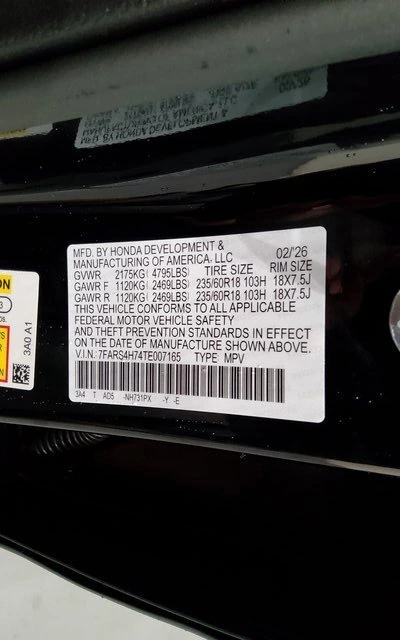 MFD. BY HONDA DEVELOPMENT &
MANUFACTURING OF AMERICA, LLC 02/'26
GVWR 2175KG( 4795LBS) TIRE SIZE RIM SIZE
GAWR F 1120KG( 2469LBS) 235/60R18 103H 18X7.5J
GAWR R 1120KG( 2469LBS) 235/60R18 103H 18X7.5J
THIS VEHICLE CONFORMS TO ALL APPLICABLE
FEDERAL MOTOR VEHICLE SAFETY
AND THEFT PREVENTION STANDARDS IN EFFECT
ON THE DATE OF MANUFACTURE SHOWN ABOVE.
V.I.N.: 7FARS4H74TE007165 TYPE MPV
3A4 T AD5 -NH731PX -Y -E
3A0 A1